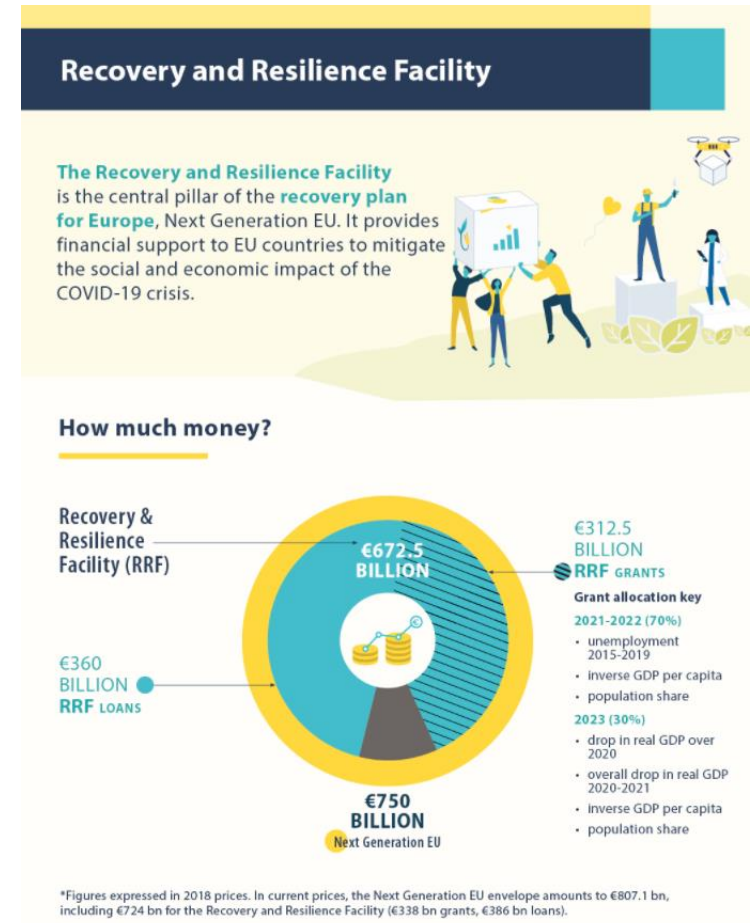 Recovery and Resilience Facility
The Recovery and Resilience Facility
is the central pillar of the recovery plan
for Europe, Next Generation EU. It provides
financial support to EU countries to mitigate
the social and economic impact of the
COVID-19 crisis.
How much money?
Recovery &
Resilience
Facility (RRF)
€672.5
BILLION
€360
BILLION
RRF LOANS
€750
BILLION
Next Generation EU
€312.5
BILLION
RRF GRANTS
Grant allocation key
2021-2022 (70%)
• unemployment
2015-2019
• inverse GDP per capita
• population share
2023 (30%)
• drop in real GDP over
2020
• overall drop in real GDP
2020-2021
• inverse GDP per capita
• population share
*Figures expressed in 2018 prices. In current prices, the Next Generation EU envelope amounts to €807.1 bn,
including €724 bn for the Recovery and Resilience Facility (€338 bn grants, €386 bn loans).